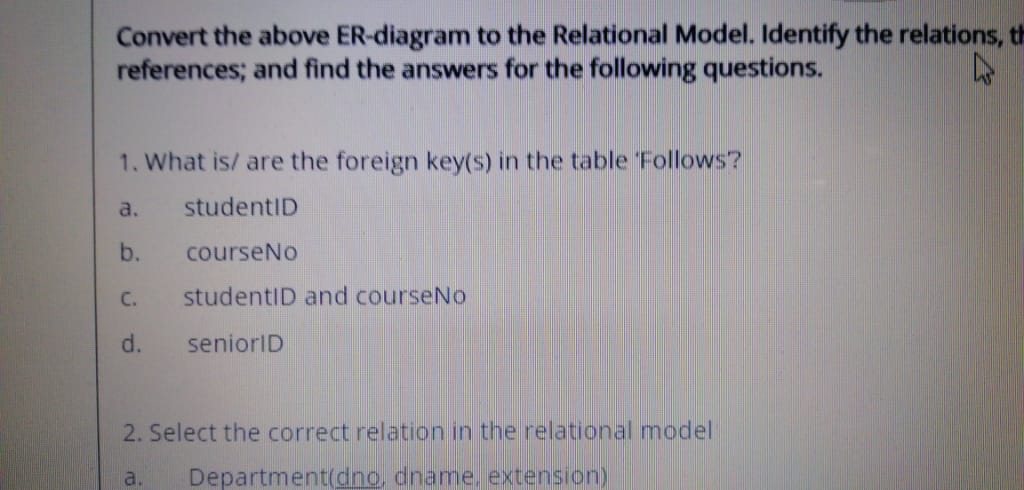 Convert the above ER-diagram to the Relational Model. Identify the relations,
references; and find the answers for the following questions.
1. What is/ are the foreign key(s) in the table 'Follows'?
a. studentID
b. courseNo
c. studentID and courseNo
d. seniorID
2. Select the correct relation in the relational model
a. Department(dno, dname, extension)